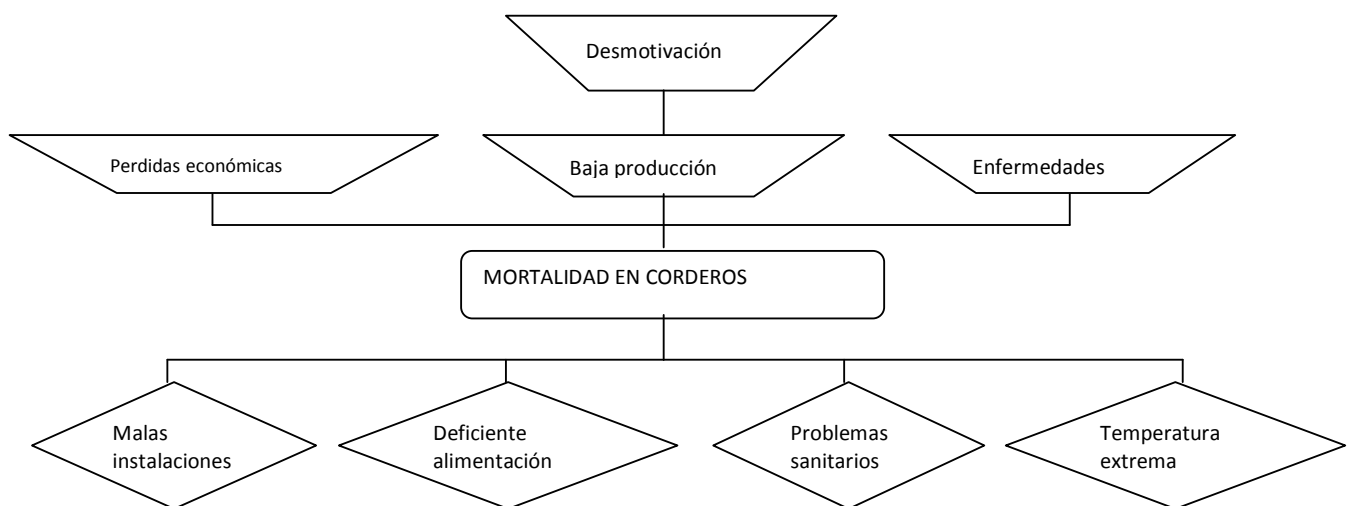 Desmotivación
Perdidas económicas
Baja producción
Enfermedades
MORTALIDAD EN CORDEROS
Malas
instalaciones
Deficiente
alimentación
Problemas
sanitarios
Temperatura
extrema